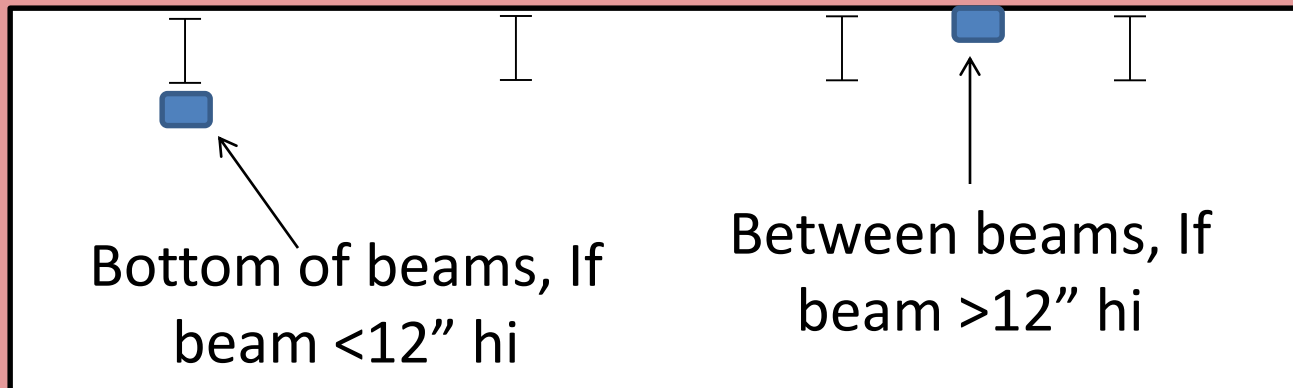 Bottom of beams, If
beam <12” hi
Between beams, If
beam >12” hi